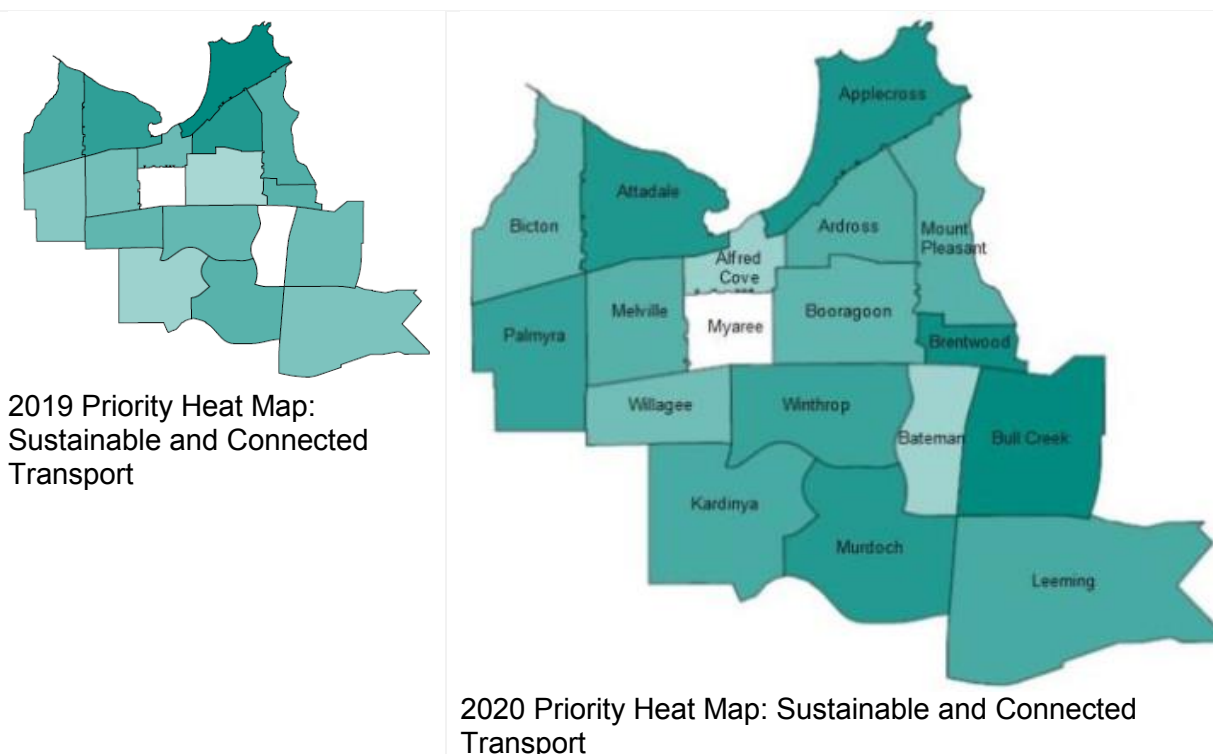 2019 Priority Heat Map:
Sustainable and Connected
Transport
Applecross
Attadale
Bicton
Ardross
Mount
Pleasant
Alfred
Cove
Melville
Myaree
Booragoon
Palmyra
Brentwood
Willagee
Winthrop
Bateman
Bull Creek
Kardinya
Murdoch
Leeming
2020 Priority Heat Map: Sustainable and Connected
Transport